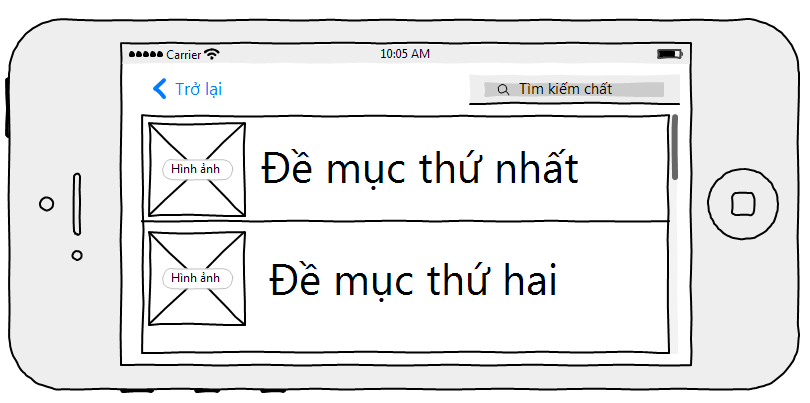 Carrier 10:05 AM
Trở lại
Tìm kiếm chất
Hình ảnh
Đề mục thứ nhất
Hình ảnh
Đề mục thứ hai